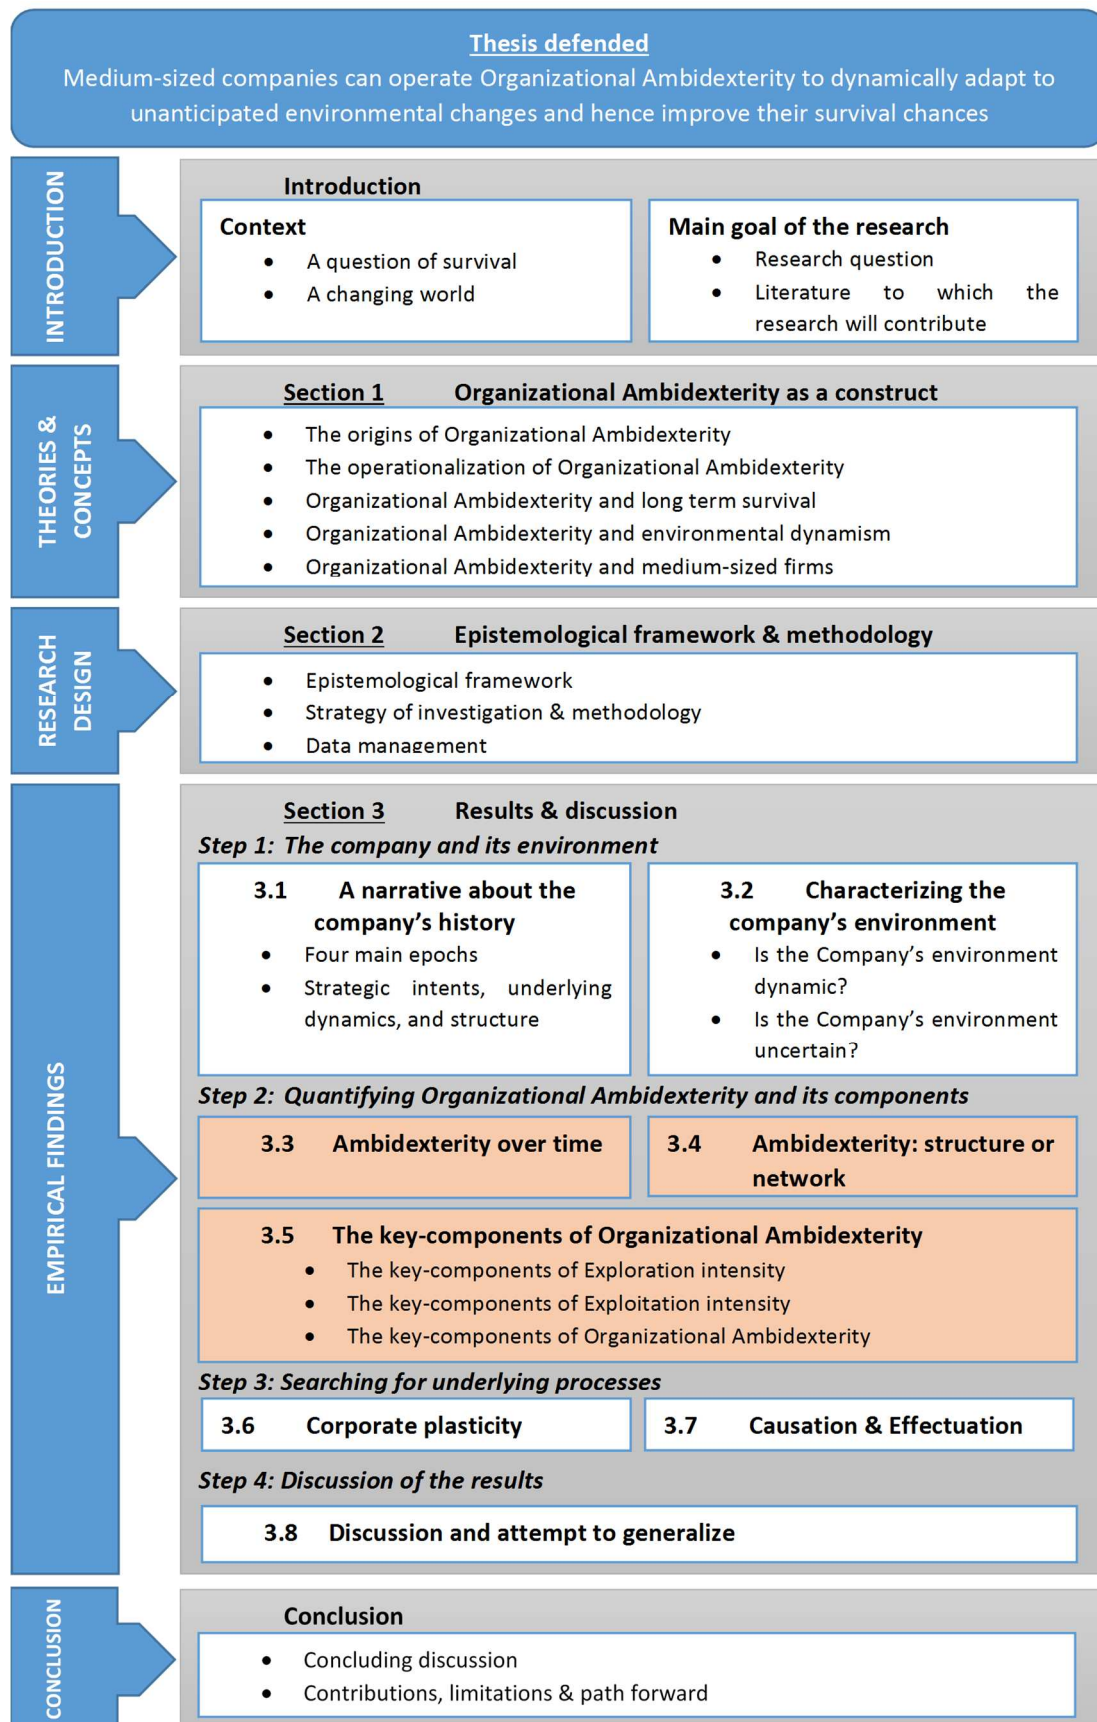 Thesis defended
Medium-sized companies can operate Organizational Ambidexterity to dynamically adapt to
unanticipated environmental changes and hence improve their survival chances
INTRODUCTION
Introduction
Context
• A question of survival
• A changing world
Main goal of the research
• Research question
• Literature to which the
research will contribute
THEORIES &
CONCEPTS
Section 1 Organizational Ambidexterity as a construct
• The origins of Organizational Ambidexterity
• The operationalization of Organizational Ambidexterity
• Organizational Ambidexterity and long term survival
• Organizational Ambidexterity and environmental dynamism
• Organizational Ambidexterity and medium-sized firms
RESEARCH
DESIGN
Section 2 Epistemological framework & methodology
• Epistemological framework
• Strategy of investigation & methodology
• Data management
EMPIRICAL FINDINGS
Section 3 Results & discussion
Step 1: The company and its environment
3.1 A narrative about the
company's history
• Four main epochs
• Strategic intents, underlying
dynamics, and structure
3.2 Characterizing the
company's environment
• Is the Company's environment
dynamic?
• Is the Company's environment
uncertain?
Step 2: Quantifying Organizational Ambidexterity and its components
3.3 Ambidexterity over time
3.4 Ambidexterity: structure or
network
3.5 The key-components of Organizational Ambidexterity
• The key-components of Exploration intensity
• The key-components of Exploitation intensity
• The key-components of Organizational Ambidexterity
Step 3: Searching for underlying processes
3.6 Corporate plasticity
3.7 Causation & Effectuation
Step 4: Discussion of the results
3.8 Discussion and attempt to generalize
CONCLUSION
Conclusion
• Concluding discussion
• Contributions, limitations & path forward